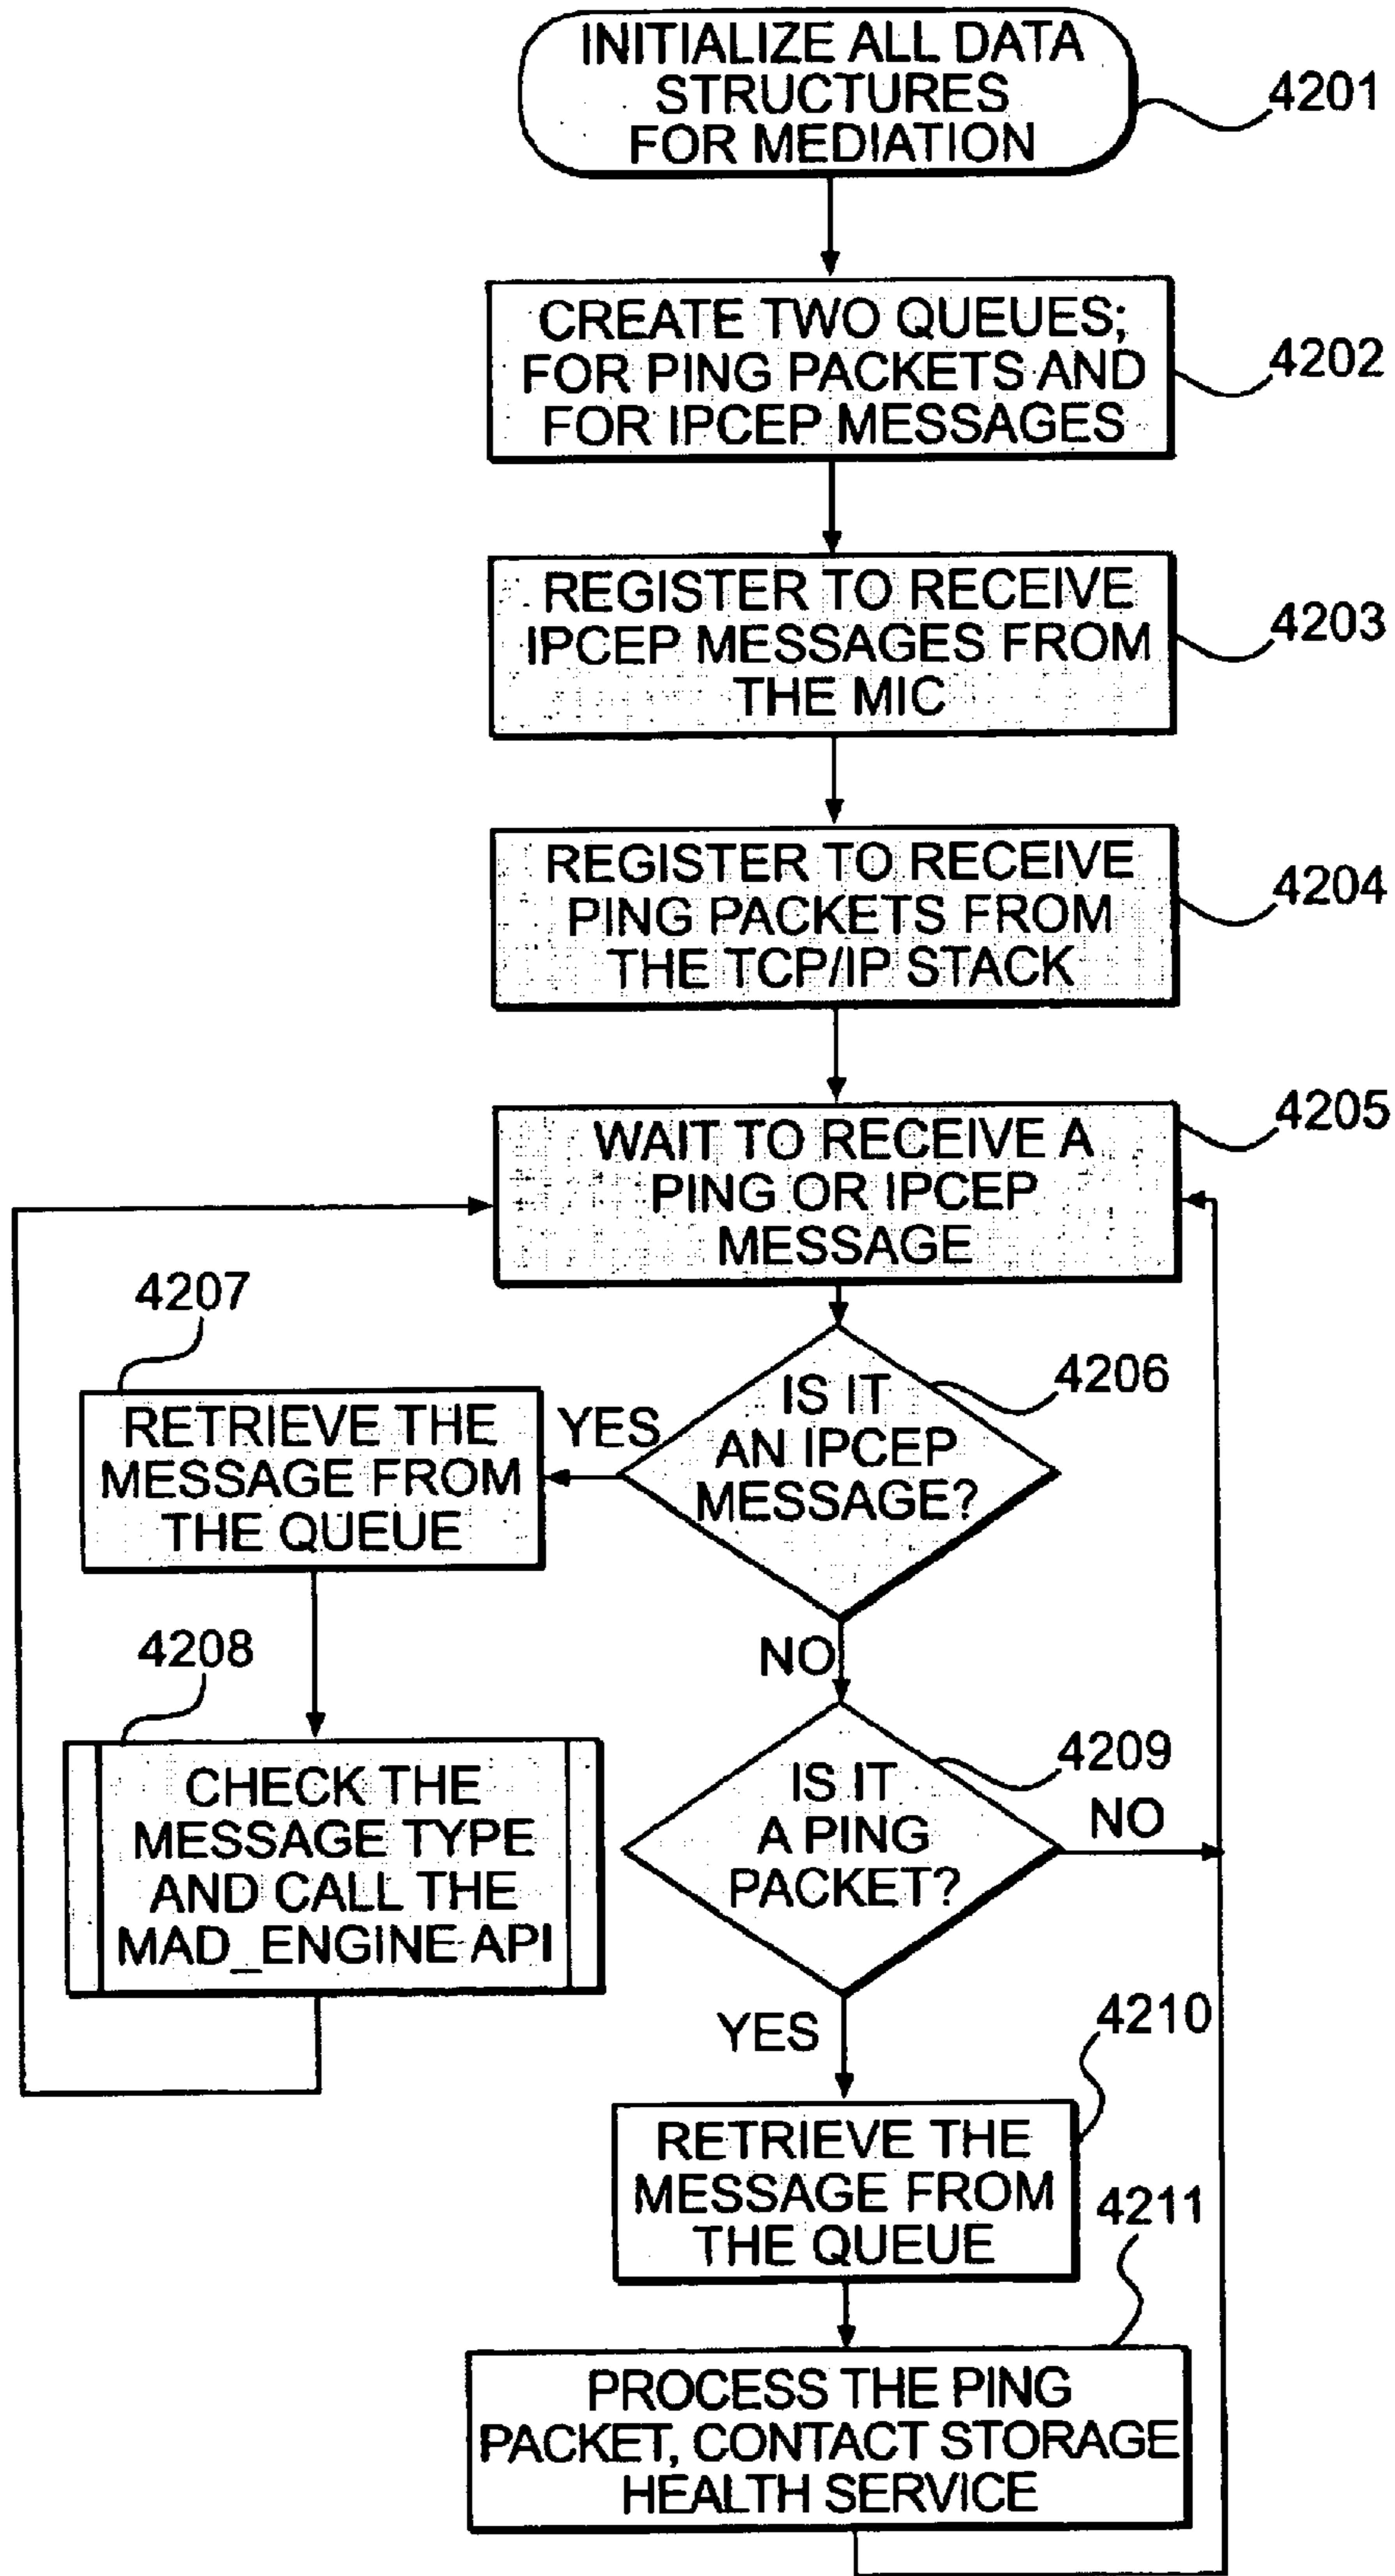 INITIALIZE ALL DATA
STRUCTURES
FOR MEDIATION
4201
CREATE TWO QUEUES;
FOR PING PACKETS AND
FOR IPCEP MESSAGES
4202
REGISTER TO RECEIVE
IPCEP MESSAGES FROM
THE MIC
4203
REGISTER TO RECEIVE
PING PACKETS FROM
THE TCP/IP STACK
4204
WAIT TO RECEIVE A
PING OR IPCEP
MESSAGE
4205
IS IT
AN IPCEP
MESSAGE?
4206
YES
4207
RETRIEVE THE
MESSAGE FROM
THE QUEUE
4208
CHECK THE
MESSAGE TYPE
AND CALL THE
MAD_ENGINE API
NO
IS IT
A PING
PACKET?
4209
NO
YES
4210
RETRIEVE THE
MESSAGE FROM
THE QUEUE
4211
PROCESS THE PING
PACKET, CONTACT STORAGE
HEALTH SERVICE